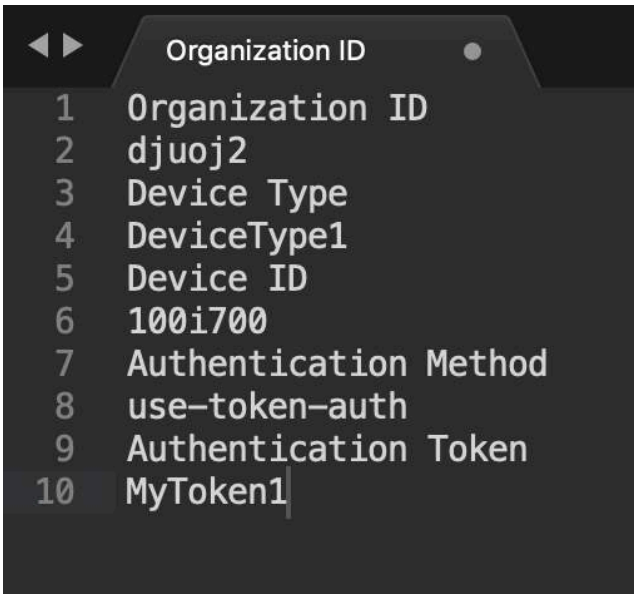 Organization ID
1 Organization ID
2 djuoj2
3 Device Type
4 DeviceType1
5 Device ID
6 100i700
7 Authentication Method
8 use-token-auth
9 Authentication Token
10 MyToken1